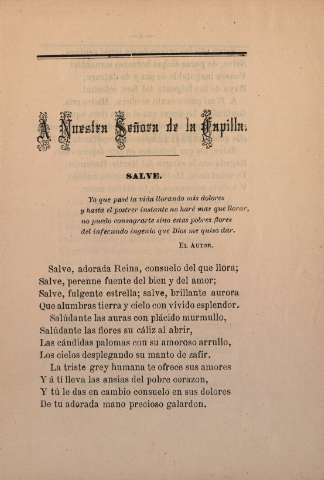 A Nuestra Señora de la Capilla.
SALVE.
Yo que pasé la vida llorando mis dolores
y hasta el postrer instante no haré mas que llorar,
no puedo consagrarte sino estas pobres flores
del infecundo ingenio que Dios me quiso dar.
EL AUTOR.
Salve, adorada Reina, consuelo del que llora;
Salve, perenne fuente del bien y del amor;
Salve, fulgente estrella; salve, brillante aurora
Que alumbras tierra y cielo con vívido esplendor.
Salúdante las auras con plácido murmullo,
Salúdante las flores su cáliz al abrir,
Las cándidas palomas con su amoroso arrullo,
Los cielos desplegando su manto de zafir.
La triste grey humana te ofrece sus amores
Y á tí lleva las ansias del pobre corazon,
Y tú le das en cambio consuelo en sus dolores
De tu adorada mano precioso galardon.